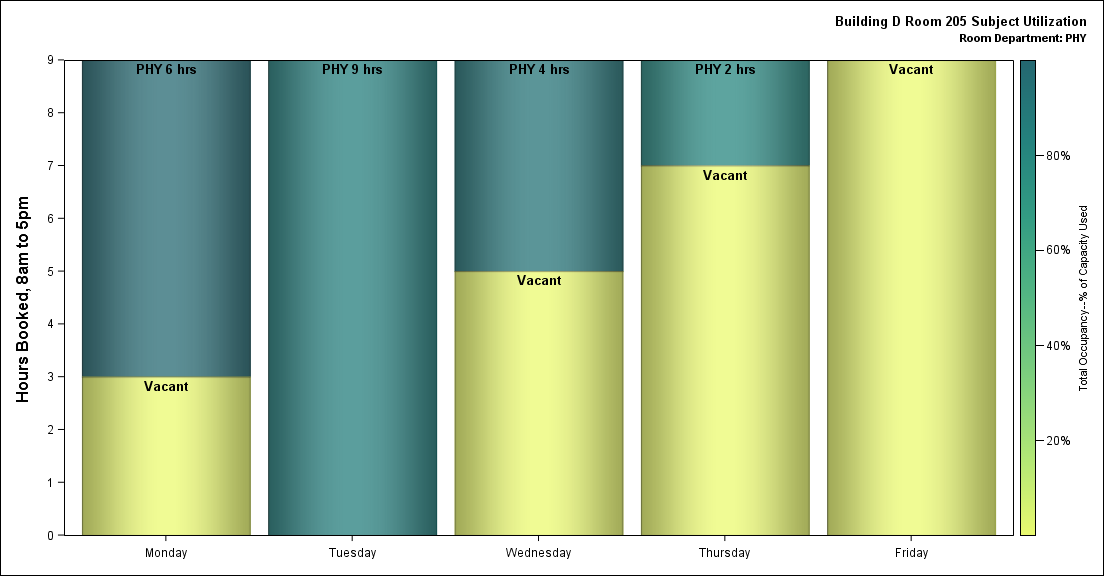 Building D Room 205 Subject Utilization
Room Department: PHY
Hours Booked, 8am to 5pm
9
8
7
6
5
4
3
2
1
0
PHY 6 hrs
Vacant
PHY 9 hrs
PHY 4 hrs
Vacant
PHY 2 hrs
Vacant
Vacant
Monday
Tuesday
Wednesday
Thursday
Friday
80%
60%
40%
20%
Total Occupancy--% of Capacity Used